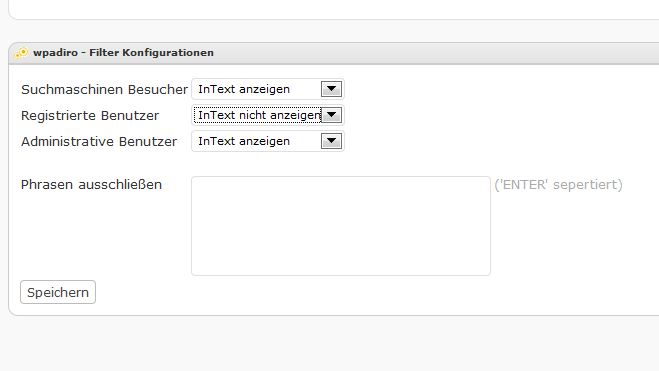 wpadiro - Filter Konfigurationen
Suchmaschinen Besucher InText anzeigen
Registrierte Benutzer InText nicht anzeigen
Administrative Benutzer InText anzeigen
Phrasen ausschließen ('ENTER' sepertiert)
Speichern